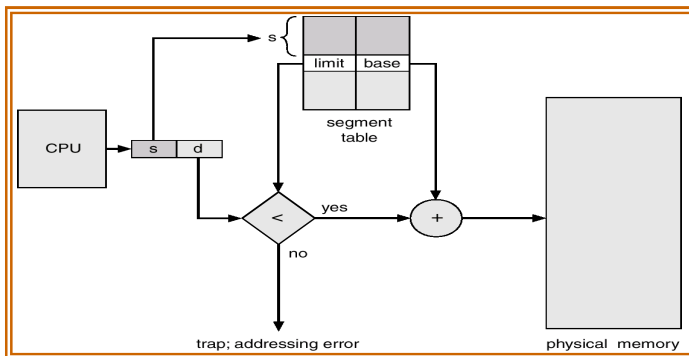 s
limit base
segment
table
CPU
s d
<
yes
+
no
trap; addressing error
physical memory